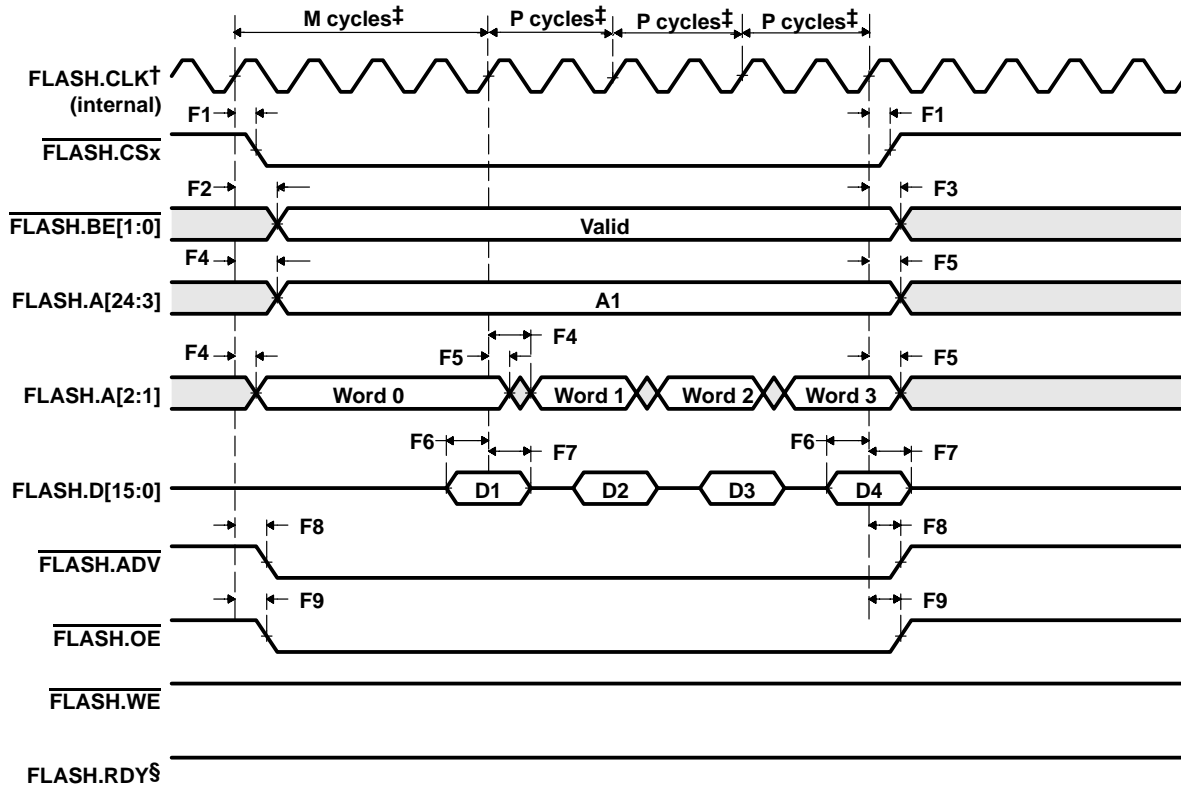 M cycles‡ P cycles‡ P cycles‡ P cycles‡
FLASH.CLK†
(internal)
F1 F1
FLASH.CSx
F2 F3
FLASH.BE[1:0] Valid
F4 F5
FLASH.A[24:3] A1
F4
F4 F5 F5
FLASH.A[2:1] Word 0 Word 1 Word 2 Word 3
F6 F7 F6 F7
FLASH.D[15:0] D1 D2 D3 D4
F8 F8
FLASH.ADV
F9 F9
FLASH.OE
FLASH.WE
FLASH.RDY§